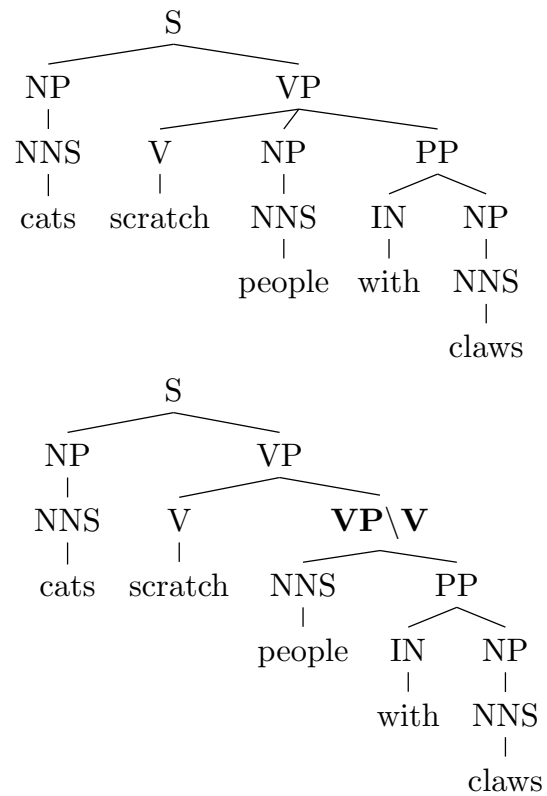 S
NP VP
NNS V NP PP
cats scratch NNS IN NP
people with NNS
claws
S
NP VP
NNS V VP\V
cats scratch NNS PP
people IN NP
with NNS
claws